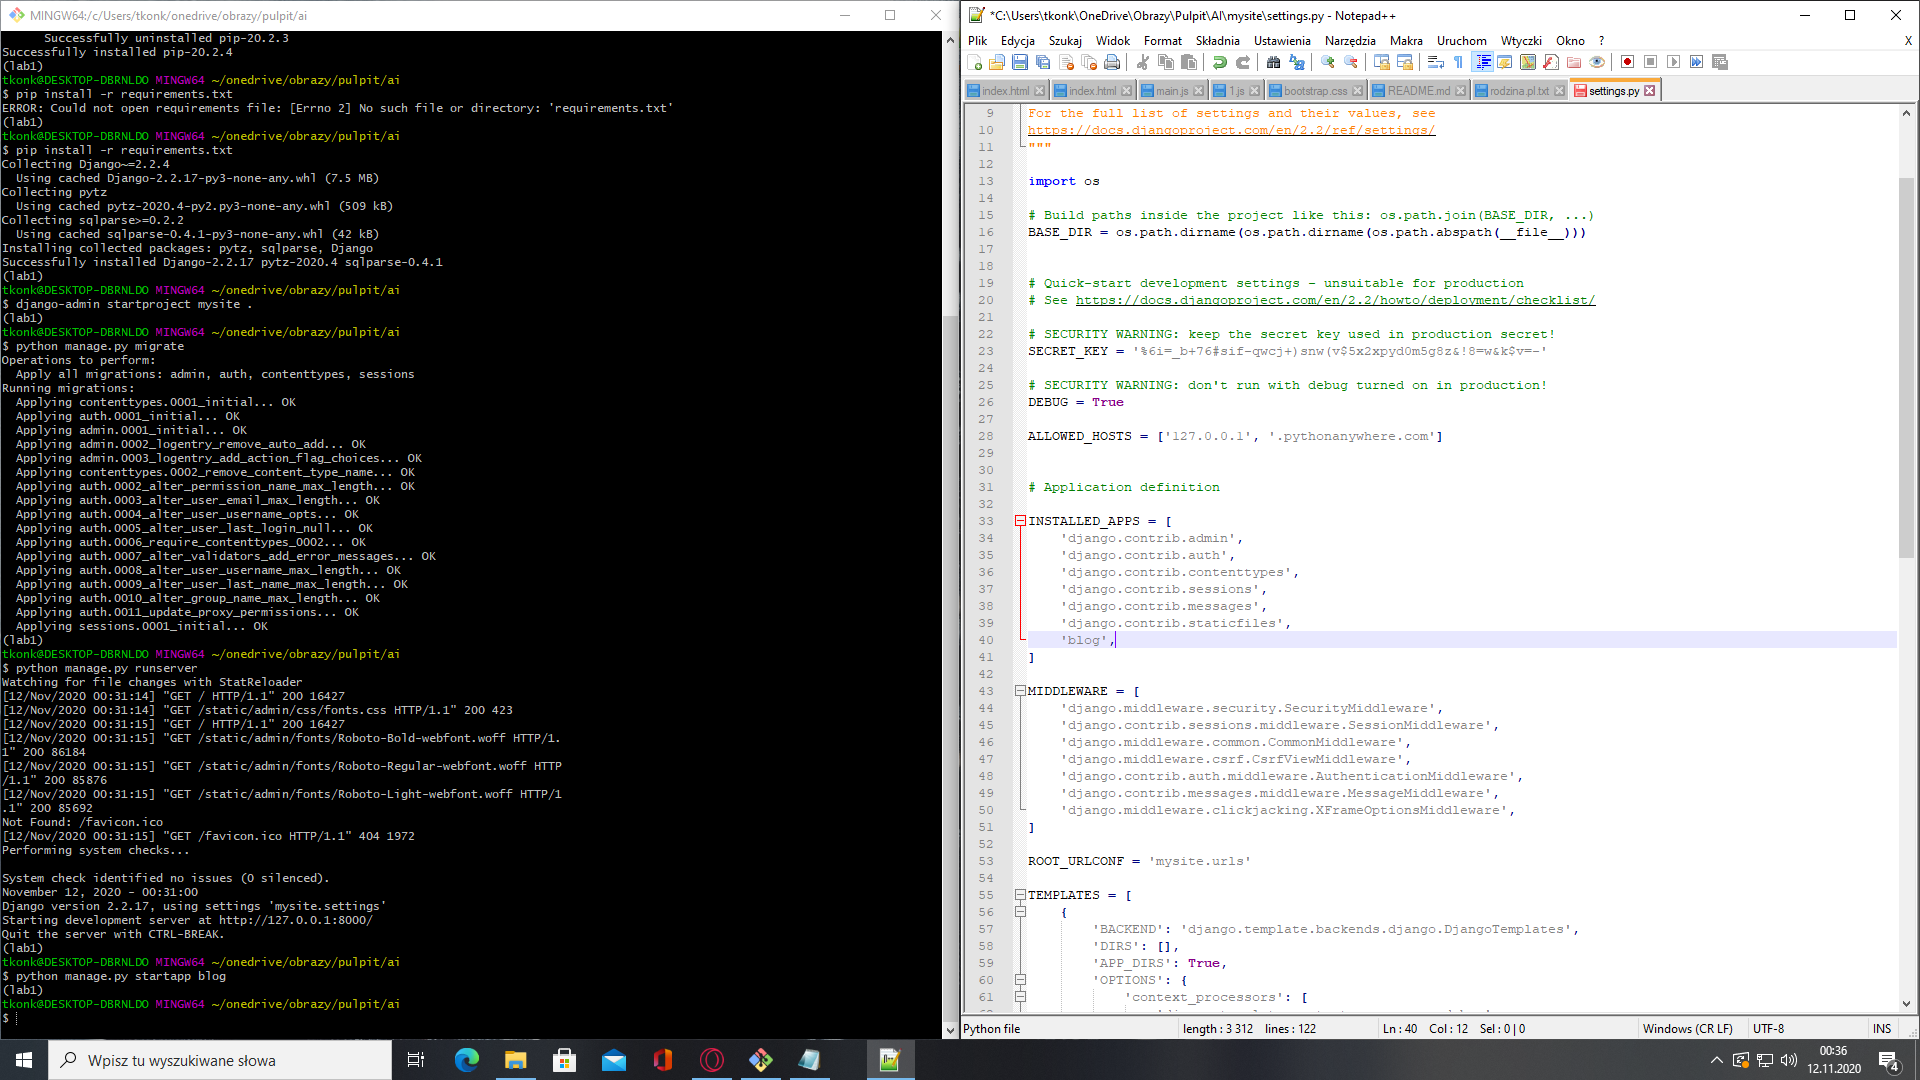 MINGW64:/c/Users/tkonk/onedrive/obrazy/pulpit/ai
Successfully uninstalled pip-20.2.3
Successfully installed pip-20.2.4
(lab1)
tkonk@DESKTOP-DBRNLDO MINGW64 ~/onedrive/obrazy/pulpit/ai
$ pip install -r requirements.txt
ERROR: Could not open requirements file: [Errno 2] No such file or directory: 'requirements.txt'
(lab1)
tkonk@DESKTOP-DBRNLDO MINGW64 ~/onedrive/obrazy/pulpit/ai
$ pip install -r requirements.txt
Collecting Django~=2.2.4
Using cached Django-2.2.17-py3-none-any.whl (7.5 MB)
Collecting pytz
Using cached pytz-2020.4-py2.py3-none-any.whl (509 kB)
Collecting sqlparse>=0.2.2
Using cached sqlparse-0.4.1-py3-none-any.whl (42 kB)
Installing collected packages: pytz, sqlparse, Django
Successfully installed Django-2.2.17 pytz-2020.4 sqlparse-0.4.1
(lab1)
tkonk@DESKTOP-DBRNLDO MINGW64 ~/onedrive/obrazy/pulpit/ai
$ django-admin startproject mysite .
(lab1)
tkonk@DESKTOP-DBRNLDO MINGW64 ~/onedrive/obrazy/pulpit/ai
$ python manage.py migrate
Operations to perform:
Apply all migrations: admin, auth, contenttypes, sessions
Running migrations:
Applying contenttypes.0001_initial... OK
Applying auth.0001_initial... OK
Applying admin.0001_initial... OK
Applying admin.0002_logentry_remove_auto_add... OK
Applying admin.0003_logentry_add_action_flag_choices... OK
Applying contenttypes.0002_remove_content_type_name... OK
Applying auth.0002_alter_permission_name_max_length... OK
Applying auth.0003_alter_user_email_max_length... OK
Applying auth.0004_alter_user_username_opts... OK
Applying auth.0005_alter_user_last_login_null... OK
Applying auth.0006_require_contenttypes_0002... OK
Applying auth.0007_alter_validators_add_error_messages... OK
Applying auth.0008_alter_user_username_max_length... OK
Applying auth.0009_alter_user_last_name_max_length... OK
Applying auth.0010_alter_group_name_max_length... OK
Applying auth.0011_update_proxy_permissions... OK
Applying sessions.0001_initial... OK
(lab1)
tkonk@DESKTOP-DBRNLDO MINGW64 ~/onedrive/obrazy/pulpit/ai
$ python manage.py runserver
Watching for file changes with StatReloader
[12/Nov/2020 00:31:14] "GET / HTTP/1.1" 200 16427
[12/Nov/2020 00:31:14] "GET /static/admin/css/fonts.css HTTP/1.1" 200 423
[12/Nov/2020 00:31:15] "GET / HTTP/1.1" 200 16427
[12/Nov/2020 00:31:15] "GET /static/admin/fonts/Roboto-Bold-webfont.woff HTTP/1.
1" 200 86184
[12/Nov/2020 00:31:15] "GET /static/admin/fonts/Roboto-Regular-webfont.woff HTTP
/1.1" 200 85876
[12/Nov/2020 00:31:15] "GET /static/admin/fonts/Roboto-Light-webfont.woff HTTP/1
.1" 200 85692
Not Found: /favicon.ico
[12/Nov/2020 00:31:15] "GET /favicon.ico HTTP/1.1" 404 1972
Performing system checks...
System check identified no issues (0 silenced).
November 12, 2020 - 00:31:00
Django version 2.2.17, using settings 'mysite.settings'
Starting development server at http://127.0.0.1:8000/
Quit the server with CTRL-BREAK.
(lab1)
tkonk@DESKTOP-DBRNLDO MINGW64 ~/onedrive/obrazy/pulpit/ai
$ python manage.py startapp blog
(lab1)
tkonk@DESKTOP-DBRNLDO MINGW64 ~/onedrive/obrazy/pulpit/ai
$
*C:\Users\tkonk\OneDrive\Obrazy\Pulpit\AI\mysite\settings.py - Notepad++
Plik Edycja Szukaj Widok Format Składnia Ustawienia Narzędzia Makra Uruchom Wtyczki Okno ? X
index.html index.html main.js 1.js bootstrap.css README.md rodzina.pl.txt settings.py
9 For the full list of settings and their values, see
10 https://docs.djangoproject.com/en/2.2/ref/settings/
11 """
12
13 import os
14
15 # Build paths inside the project like this: os.path.join(BASE_DIR, ...)
16 BASE_DIR = os.path.dirname(os.path.dirname(os.path.abspath(__file__)))
17
18
19 # Quick-start development settings - unsuitable for production
20 # See https://docs.djangoproject.com/en/2.2/howto/deployment/checklist/
21
22 # SECURITY WARNING: keep the secret key used in production secret!
23 SECRET_KEY = '%6i=_b+76#sif-qwcj+)snw(v$5x2xpyd0m5g8z&!8=w&k$v=-'
24
25 # SECURITY WARNING: don't run with debug turned on in production!
26 DEBUG = True
27
28 ALLOWED_HOSTS = ['127.0.0.1', '.pythonanywhere.com']
29
30
31 # Application definition
32
33 INSTALLED_APPS = [
34 'django.contrib.admin',
35 'django.contrib.auth',
36 'django.contrib.contenttypes',
37 'django.contrib.sessions',
38 'django.contrib.messages',
39 'django.contrib.staticfiles',
40 'blog',
41 ]
42
43 MIDDLEWARE = [
44 'django.middleware.security.SecurityMiddleware',
45 'django.contrib.sessions.middleware.SessionMiddleware',
46 'django.middleware.common.CommonMiddleware',
47 'django.middleware.csrf.CsrfViewMiddleware',
48 'django.contrib.auth.middleware.AuthenticationMiddleware',
49 'django.contrib.messages.middleware.MessageMiddleware',
50 'django.middleware.clickjacking.XFrameOptionsMiddleware',
51 ]
52
53 ROOT_URLCONF = 'mysite.urls'
54
55 TEMPLATES = [
56 {
57 'BACKEND': 'django.template.backends.django.DjangoTemplates',
58 'DIRS': [],
59 'APP_DIRS': True,
60 'OPTIONS': {
61 'context_processors': [
Python file length : 3 312 lines : 122 Ln : 40 Col : 12 Sel : 0 | 0 Windows (CR LF) UTF-8 INS
Wpisz tu wyszukiwane słowa
00:36
12.11.2020
4